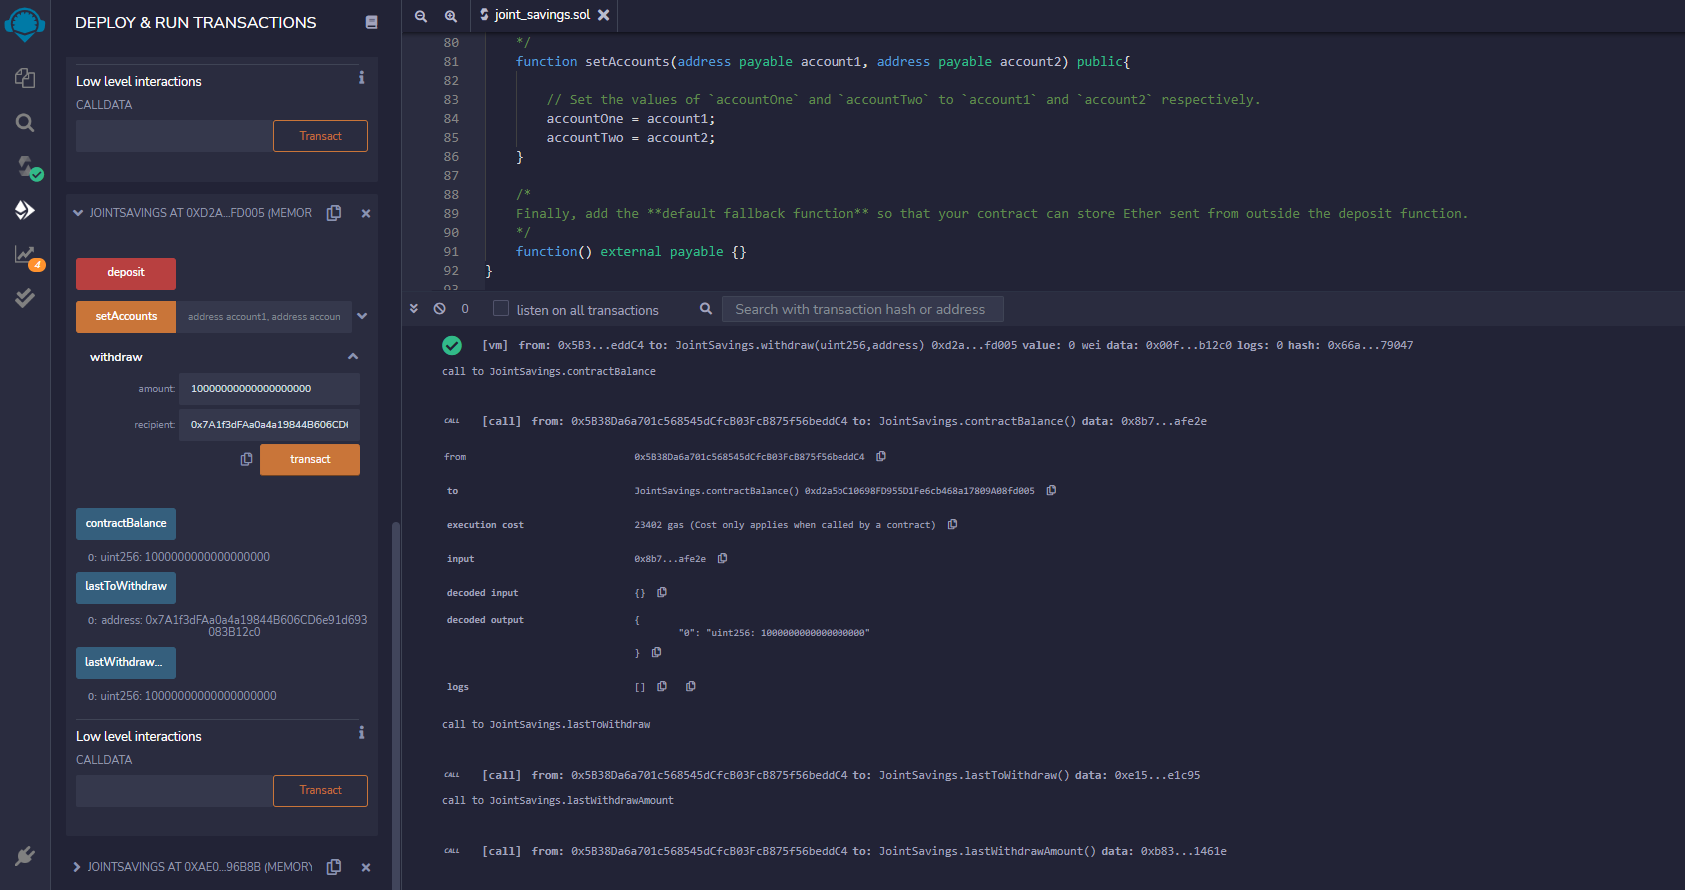 DEPLOY & RUN TRANSACTIONS
Low level interactions
CALLDATA
Transact
JOINTSAVINGS AT 0XD2A...FD005 (MEMOR
deposit
setAccounts
address account1, address accoun
withdraw
amount:
10000000000000000000
recipient:
0x7A1f3dFAa0a4a19844B606CD
transact
contractBalance
0: uint256: 1000000000000000000
lastToWithdraw
0: address: 0x7A1f3dFAa0a4a19844B606CD6e91d693
083B12c0
lastWithdraw...
0: uint256: 10000000000000000000
Low level interactions
CALLDATA
Transact
JOINTSAVINGS AT 0XAE0...96B8B (MEMORY
4
joint_savings.sol
80 */
81 function setAccounts(address payable account1, address payable account2) public{
82
83 // Set the values of `accountOne` and `accountTwo` to `account1` and `account2` respectively.
84 accountOne = account1;
85 accountTwo = account2;
86 }
87
88 /*
89 Finally, add the **default fallback function** so that your contract can store Ether sent from outside the deposit function.
90 */
91 function() external payable {}
92 }
93
0
listen on all transactions
Search with transaction hash or address
[vm] from: 0x5B3...eddC4 to: JointSavings.withdraw(uint256,address) 0xd2a...fd005 value: 0 wei data: 0x00f...b12c0 logs: 0 hash: 0x66a...79047
call to JointSavings.contractBalance
CALL [call] from: 0x5B38Da6a701c568545dCfcB03FcB875f56beddC4 to: JointSavings.contractBalance() data: 0x8b7...afe2e
from 0x5B38Da6a701c568545dCfcB03FcB875f56beddC4
to JointSavings.contractBalance() 0xd2a5bC10698FD955D1Fe6cb468a17809A08fd005
execution cost 23402 gas (Cost only applies when called by a contract)
input 0x8b7...afe2e
decoded input {}
decoded output {
"0": "uint256: 1000000000000000000"
}
logs []
call to JointSavings.lastToWithdraw
CALL [call] from: 0x5B38Da6a701c568545dCfcB03FcB875f56beddC4 to: JointSavings.lastToWithdraw() data: 0xe15...e1c95
call to JointSavings.lastWithdrawAmount
CALL [call] from: 0x5B38Da6a701c568545dCfcB03FcB875f56beddC4 to: JointSavings.lastWithdrawAmount() data: 0xb83...1461e